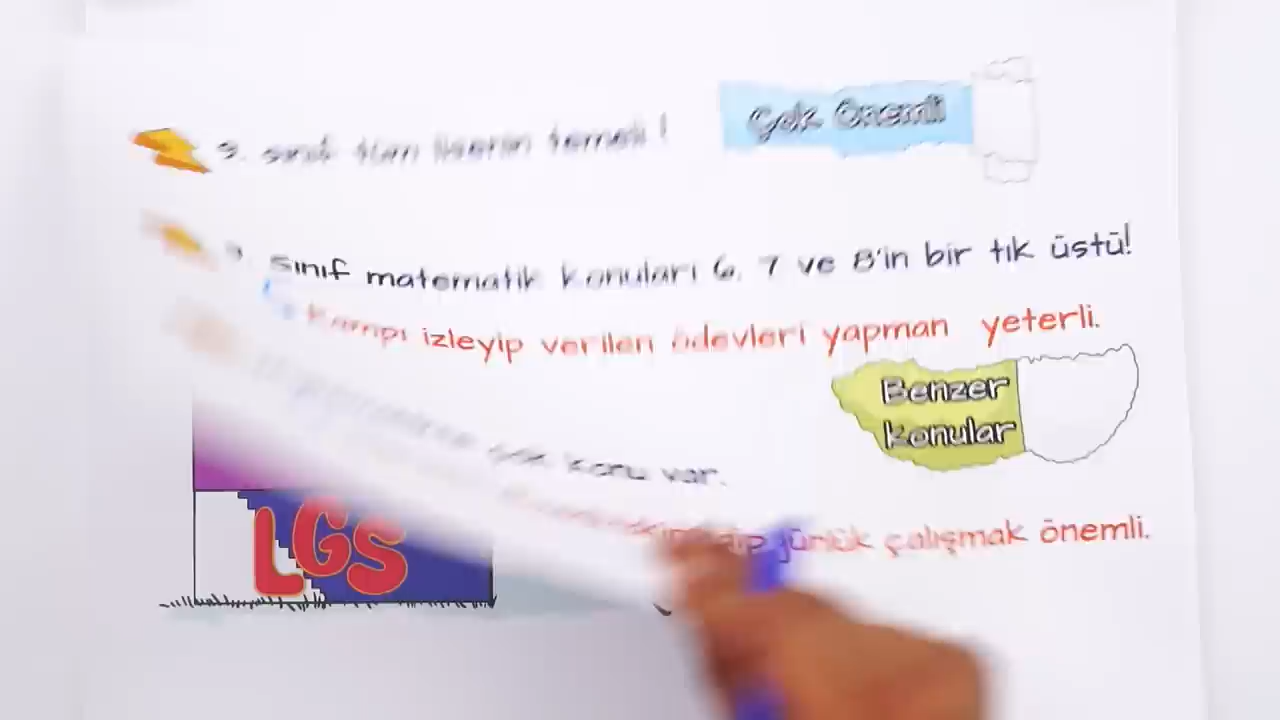 9. sınıf tüm lisenin temeli!
Çok Önemli
9. sınıf matematik konuları 6, 7 ve 8'in bir tık üstü!
Kampı izleyip verilen ödevleri yapman yeterli.
Benzer
konular
çok konu var.
günlük çalışmak önemli.
LGS